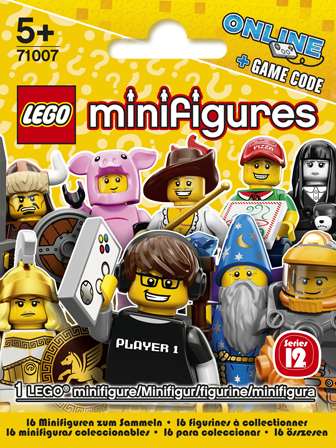 5+
71007
ONLINE
+ GAME CODE
LEGO minifigures
PIZZA
PLAYER 1
Series
12
1 LEGO® minifigure/Minifigur/figurine/minifigura
16 Minifiguren zum Sammeln • 16 figurines à collectionner
16 minifiguras coleccionables • 16 para colecionar • 16 összesen